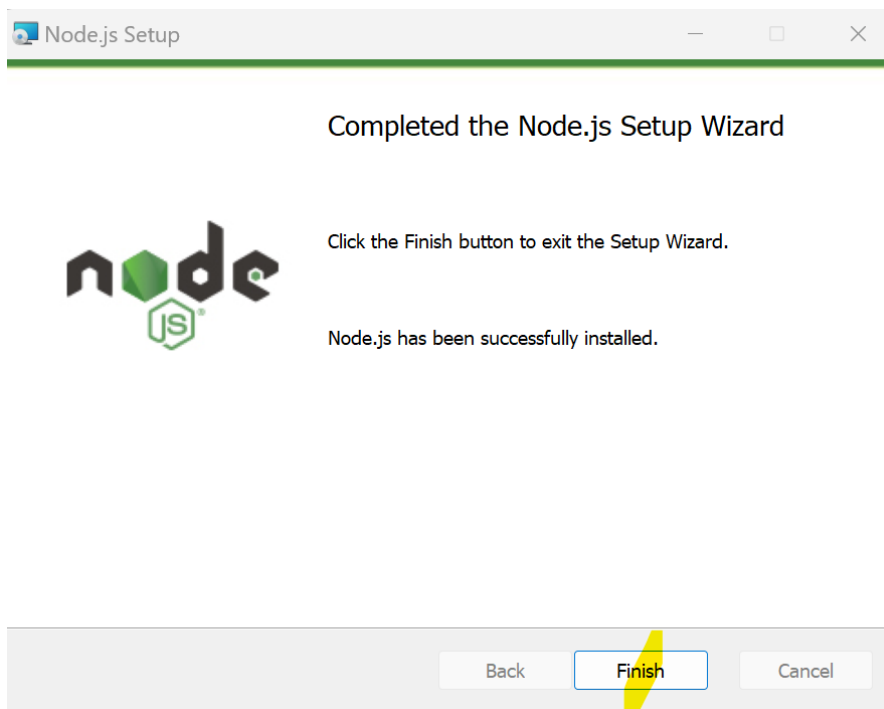 Node.js Setup
Completed the Node.js Setup Wizard
Click the Finish button to exit the Setup Wizard.
node
JS®
Node.js has been successfully installed.
Back Finish Cancel